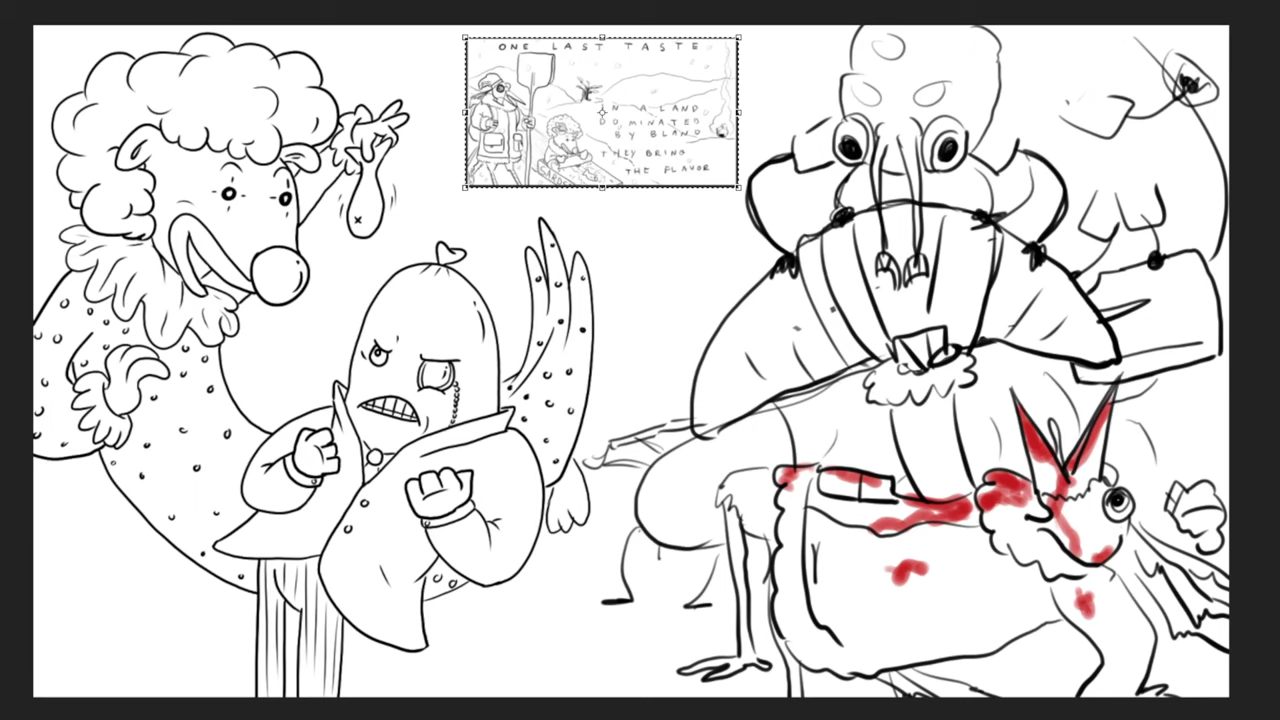 ONE LAST TASTE
IN A LAND
DOMINATED
BY BLAND
THEY BRING
THE FLAVOR